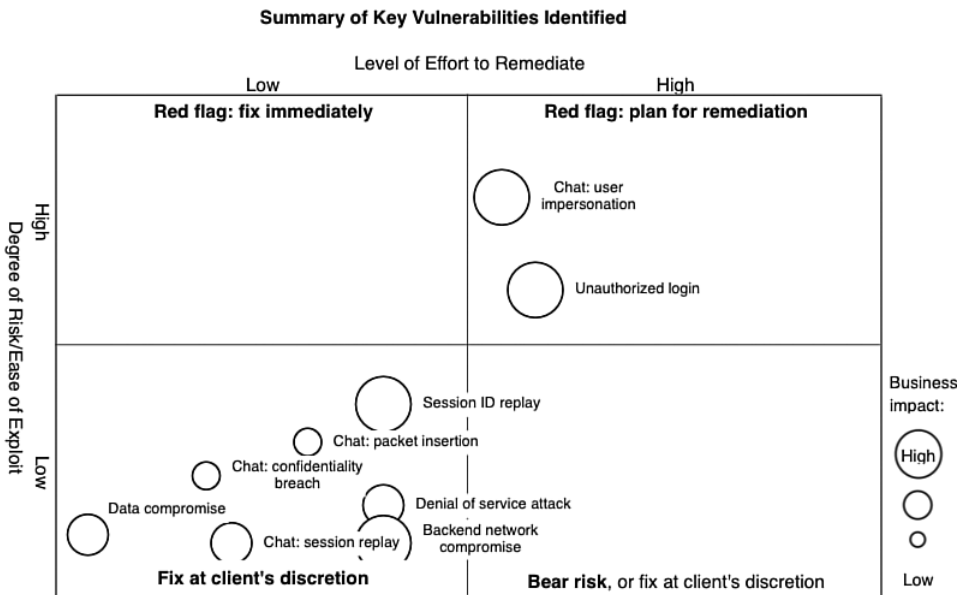 Summary of Key Vulnerabilities Identified
Level of Effort to Remediate
Low
High
Red flag: fix immediately
Red flag: plan for remediation
Degree of Risk/Ease of Exploit
High
Low
Chat: user
impersonation
Unauthorized login
Session ID replay
Chat: packet insertion
Chat: confidentiality
breach
Data compromise
Denial of service attack
Chat: session replay
Backend network
compromise
Fix at client's discretion
Bear risk, or fix at client's discretion
Business
impact:
High
Low